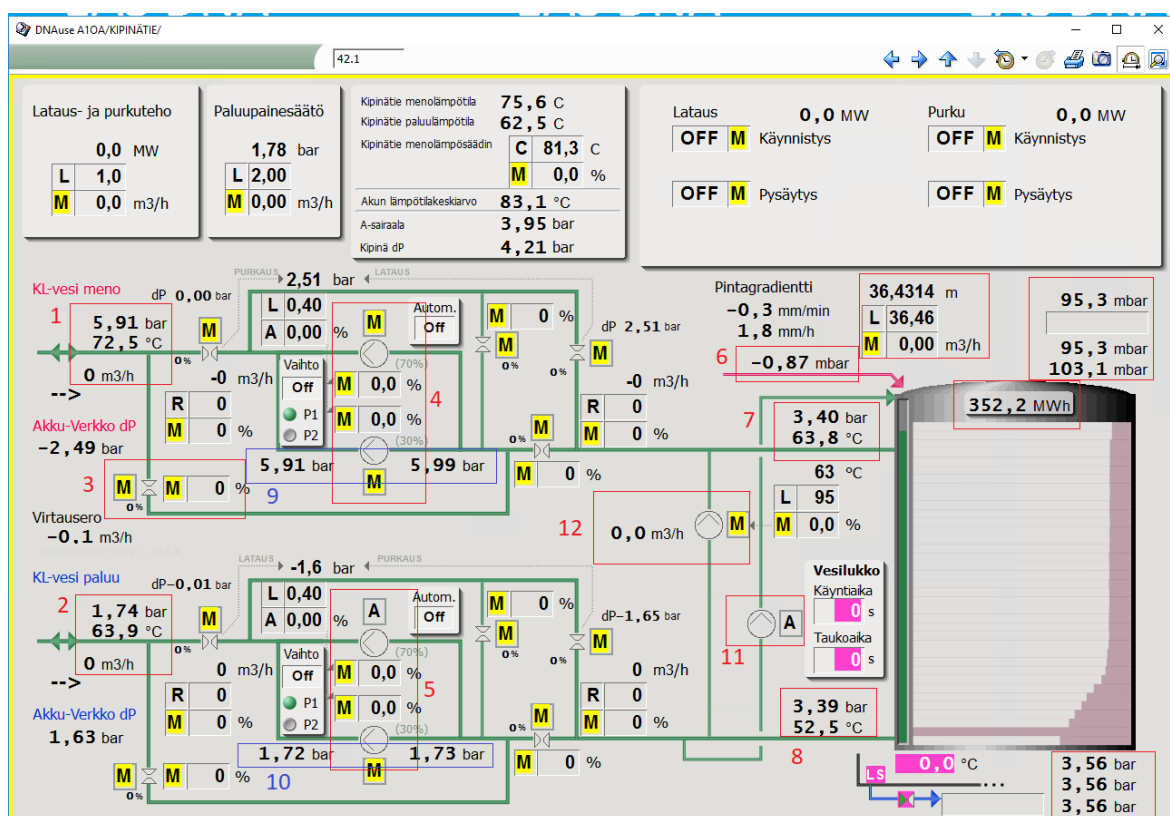 DNAuse A10A/KIPINÄTIE/
42.1
Lataus- ja purkuteho
0,0 MW
L 1,0
M 0,0 m3/h
Paluupainesäätö
1,78 bar
L 2,00
M 0,00 m3/h
Kipinätie menolämpötila 75,6 C
Kipinätie paluulämpötila 62,5 C
Kipinätie menolämpösäädin C 81,3 C
M 0,0 %
Akun lämpötilakeskiarvo 83,1 °C
A-sairaala 3,95 bar
Kipinä dP 4,21 bar
Lataus 0,0 MW
OFF M Käynnistys
OFF M Pysäytys
Purku 0,0 MW
OFF M Käynnistys
OFF M Pysäytys
KL-vesi meno
1
5,91 bar
72,5 °C
0 m3/h
-->
dP 0,00 bar
M
0%
PURKAUS 2,51 bar LATAUS
L 0,40
A 0,00 %
M
Autom.
Off
(70%)
Vaihto
Off
P1
P2
M 0,0 %
M 0,0 %
4
(30%)
M
-0 m3/h
R 0
M 0 %
Akku-Verkko dP
-2,49 bar
3
M M 0 %
0%
5,91 bar 5,99 bar
9
Virtausero
-0,1 m3/h
M 0 %
M
0%
dP 2,51 bar
M
0%
-0 m3/h
R 0
M 0 %
M
0%
M 0 %
Pintagradientti
-0,3 mm/min
1,8 mm/h
36,4314 m
L 36,46
M 0,00 m3/h
95,3 mbar
95,3 mbar
103,1 mbar
6
-0,87 mbar
352,2 MWh
7
3,40 bar
63,8 °C
63 °C
L 95
M 0,0 %
12
0,0 m3/h
M
Vesilukko
Käyntiaika
0 s
Taukoaika
0 s
A
11
KL-vesi paluu
2
1,74 bar
63,9 °C
0 m3/h
-->
dP-0,01 bar
M
0%
LATAUS -1,6 bar PURKAUS
L 0,40
A 0,00 %
A
Autom.
Off
(70%)
Vaihto
Off
P1
P2
M 0,0 %
M 0,0 %
5
(30%)
M
0 m3/h
R 0
M 0 %
Akku-Verkko dP
1,63 bar
1,72 bar 1,73 bar
10
M M 0 %
0%
M 0 %
M
0%
dP-1,65 bar
M
0%
0 m3/h
R 0
M 0 %
M
0%
M 0 %
3,39 bar
52,5 °C
8
0,0 °C
LS
...
3,56 bar
3,56 bar
3,56 bar